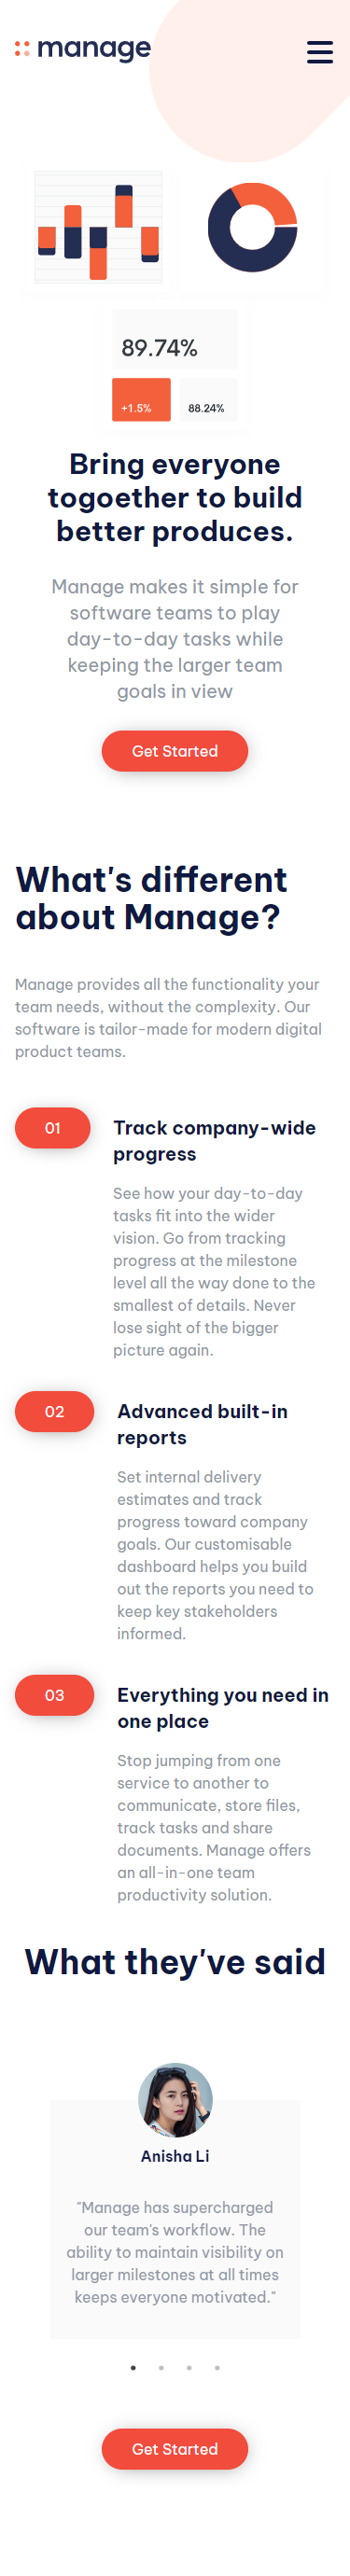 manage
89.74%
+1.5%
88.24%
Bring everyone
togoether to build
better produces.
Manage makes it simple for
software teams to play
day-to-day tasks while
keeping the larger team
goals in view
Get Started
What's different
about Manage?
Manage provides all the functionality your
team needs, without the complexity. Our
software is tailor-made for modern digital
product teams.
01
Track company-wide
progress
See how your day-to-day
tasks fit into the wider
vision. Go from tracking
progress at the milestone
level all the way done to the
smallest of details. Never
lose sight of the bigger
picture again.
02
Advanced built-in
reports
Set internal delivery
estimates and track
progress toward company
goals. Our customisable
dashboard helps you build
out the reports you need to
keep key stakeholders
informed.
03
Everything you need in
one place
Stop jumping from one
service to another to
communicate, store files,
track tasks and share
documents. Manage offers
an all-in-one team
productivity solution.
What they've said
Anisha Li
"Manage has supercharged
our team's workflow. The
ability to maintain visibility on
larger milestones at all times
keeps everyone motivated."
Get Started